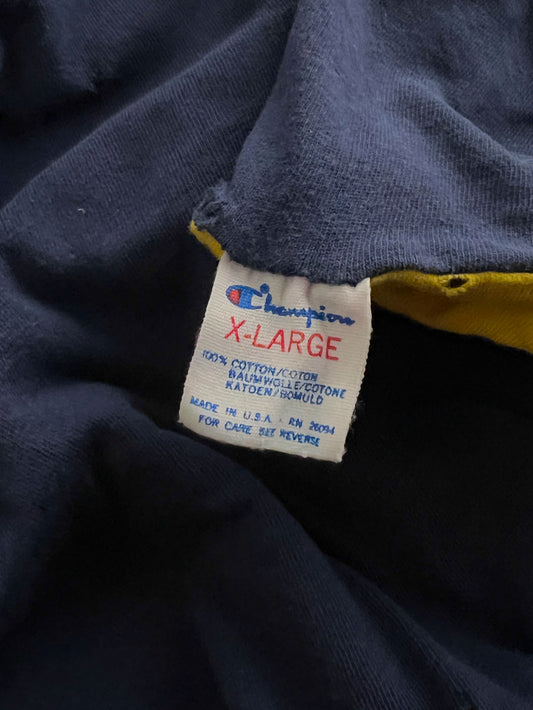 Champion
X-LARGE
100% COTTON/COTON
BAUMWOLLE/COTONE
KATOEN/BOMULD
MADE IN U.S.A. - RN 26094
FOR CARE SEE REVERSE